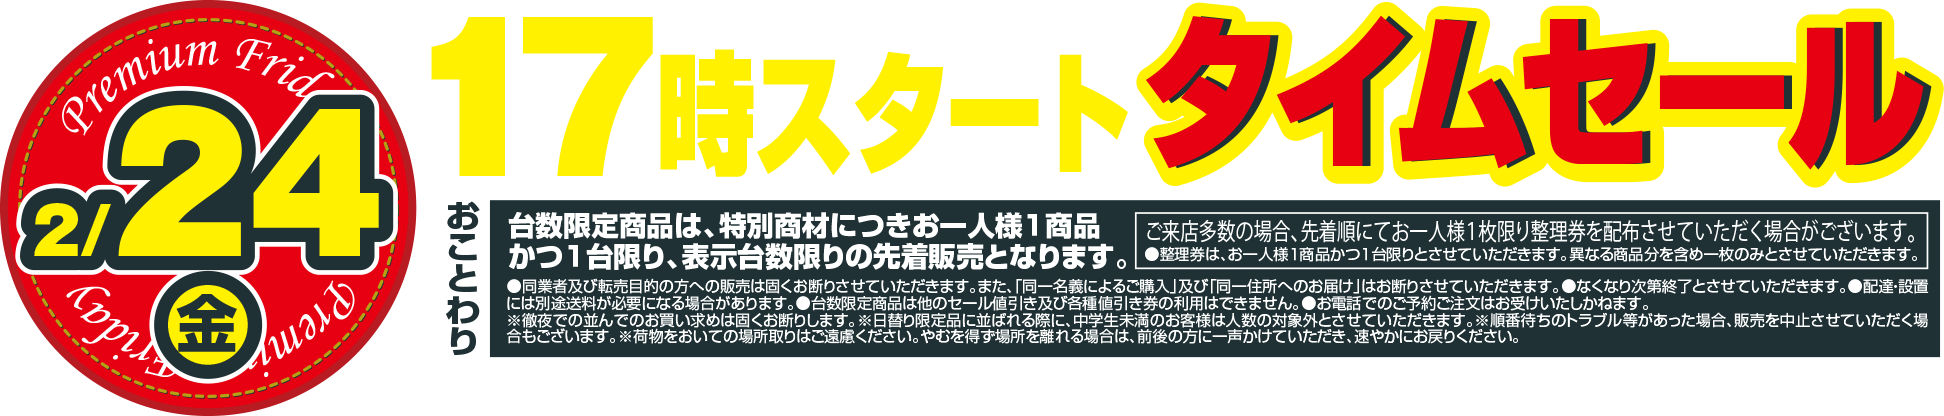 Premium Frid
2/24
金
Premi
Friday
17時スタートタイムセール
おことわり
台数限定商品は、特別商材につきお一人様1商品
かつ1台限り、表示台数限りの先着販売となります。
ご来店多数の場合、先着順にてお一人様1枚限り整理券を配布させていただく場合がございます。
●整理券は、お一人様1商品かつ1台限りとさせていただきます。異なる商品分を含め一枚のみとさせていただきます。
●同業者及び転売目的の方への販売は固くお断りさせていただきます。また、「同一名義によるご購入」及び「同一住所へのお届け」はお断りさせていただきます。●なくなり次第終了とさせていただきます。●配達・設置
には別途送料が必要になる場合があります。●台数限定商品は他のセール値引き及び各種値引き券の利用はできません。●お電話でのご予約ご注文はお受けいたしかねます。
※徹夜での並んでのお買い求めは固くお断りします。※日替り限定品に並ばれる際に、中学生未満のお客様は人数の対象外とさせていただきます。※順番待ちのトラブル等があった場合、販売を中止させていただく場
合もございます。※荷物をおいての場所取りはご遠慮ください。やむを得ず場所を離れる場合は、前後の方に一声かけていただき、速やかにお戻りください。